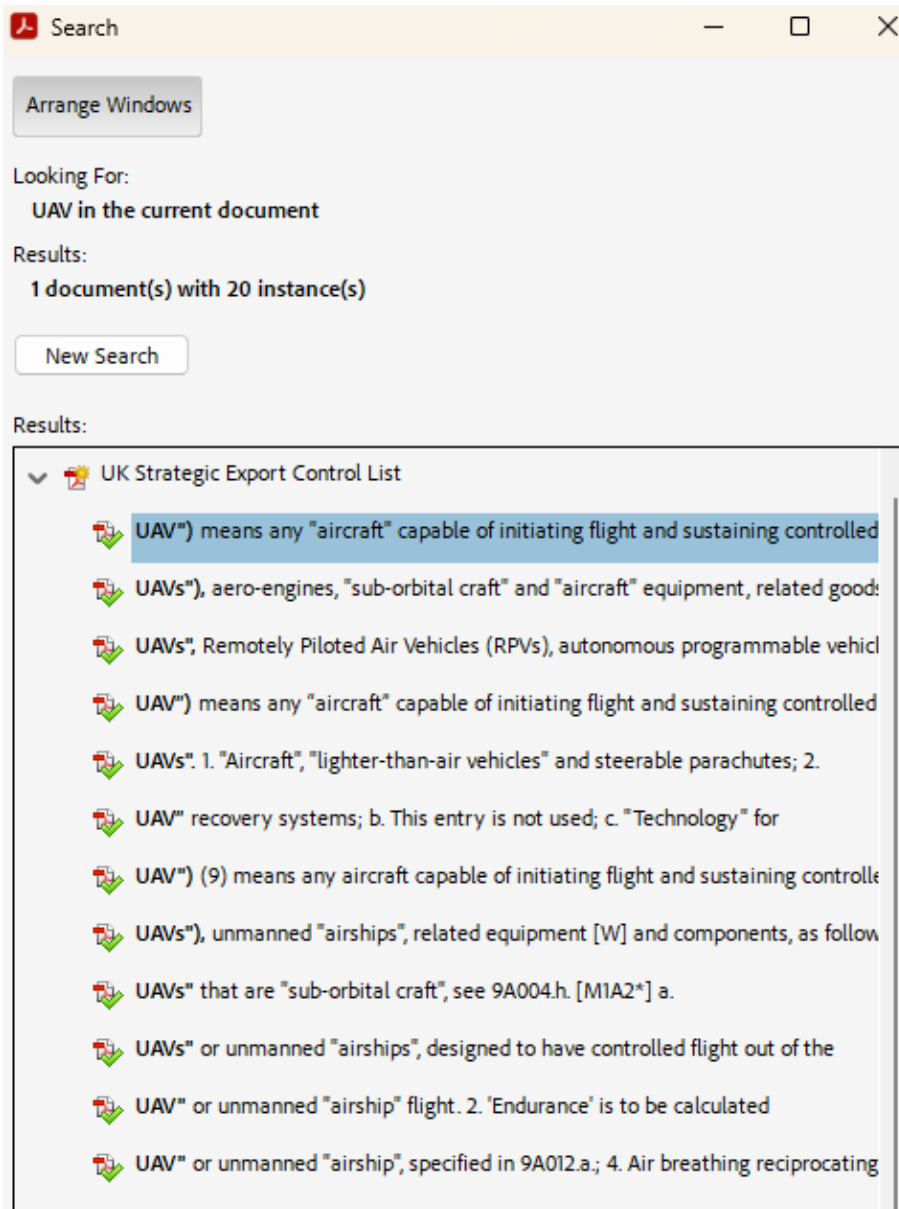 Search
Arrange Windows
Looking For:
UAV in the current document
Results:
1 document(s) with 20 instance(s)
New Search
Results:
UK Strategic Export Control List
UAV") means any "aircraft" capable of initiating flight and sustaining controlled
UAVs"), aero-engines, "sub-orbital craft" and "aircraft" equipment, related goods
UAVs", Remotely Piloted Air Vehicles (RPVs), autonomous programmable vehicl
UAV") means any "aircraft" capable of initiating flight and sustaining controlled
UAVs". 1. "Aircraft", "lighter-than-air vehicles" and steerable parachutes; 2.
UAV" recovery systems; b. This entry is not used; c. "Technology" for
UAV") (9) means any aircraft capable of initiating flight and sustaining controlle
UAVs"), unmanned "airships", related equipment [W] and components, as follow
UAVs" that are "sub-orbital craft", see 9A004.h. [M1A2*] a.
UAVs" or unmanned "airships", designed to have controlled flight out of the
UAV" or unmanned "airship" flight. 2. 'Endurance' is to be calculated
UAV" or unmanned "airship", specified in 9A012.a.; 4. Air breathing reciprocating